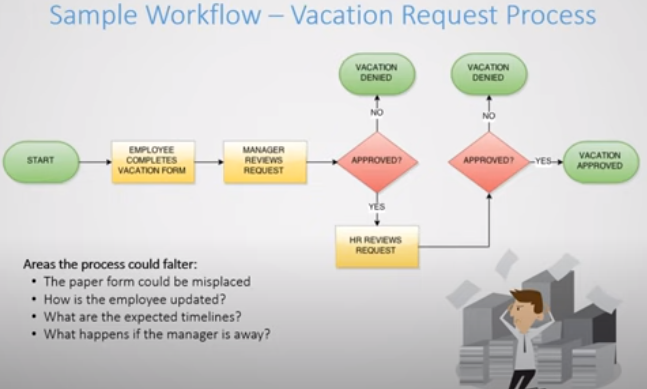 Sample Workflow – Vacation Request Process
START
EMPLOYEE
COMPLETES
VACATION FORM
MANAGER
REVIEWS
REQUEST
APPROVED?
NO
VACATION
DENIED
YES
HR REVIEWS
REQUEST
APPROVED?
NO
VACATION
DENIED
YES
VACATION
APPROVED
Areas the process could falter:
• The paper form could be misplaced
• How is the employee updated?
• What are the expected timelines?
• What happens if the manager is away?